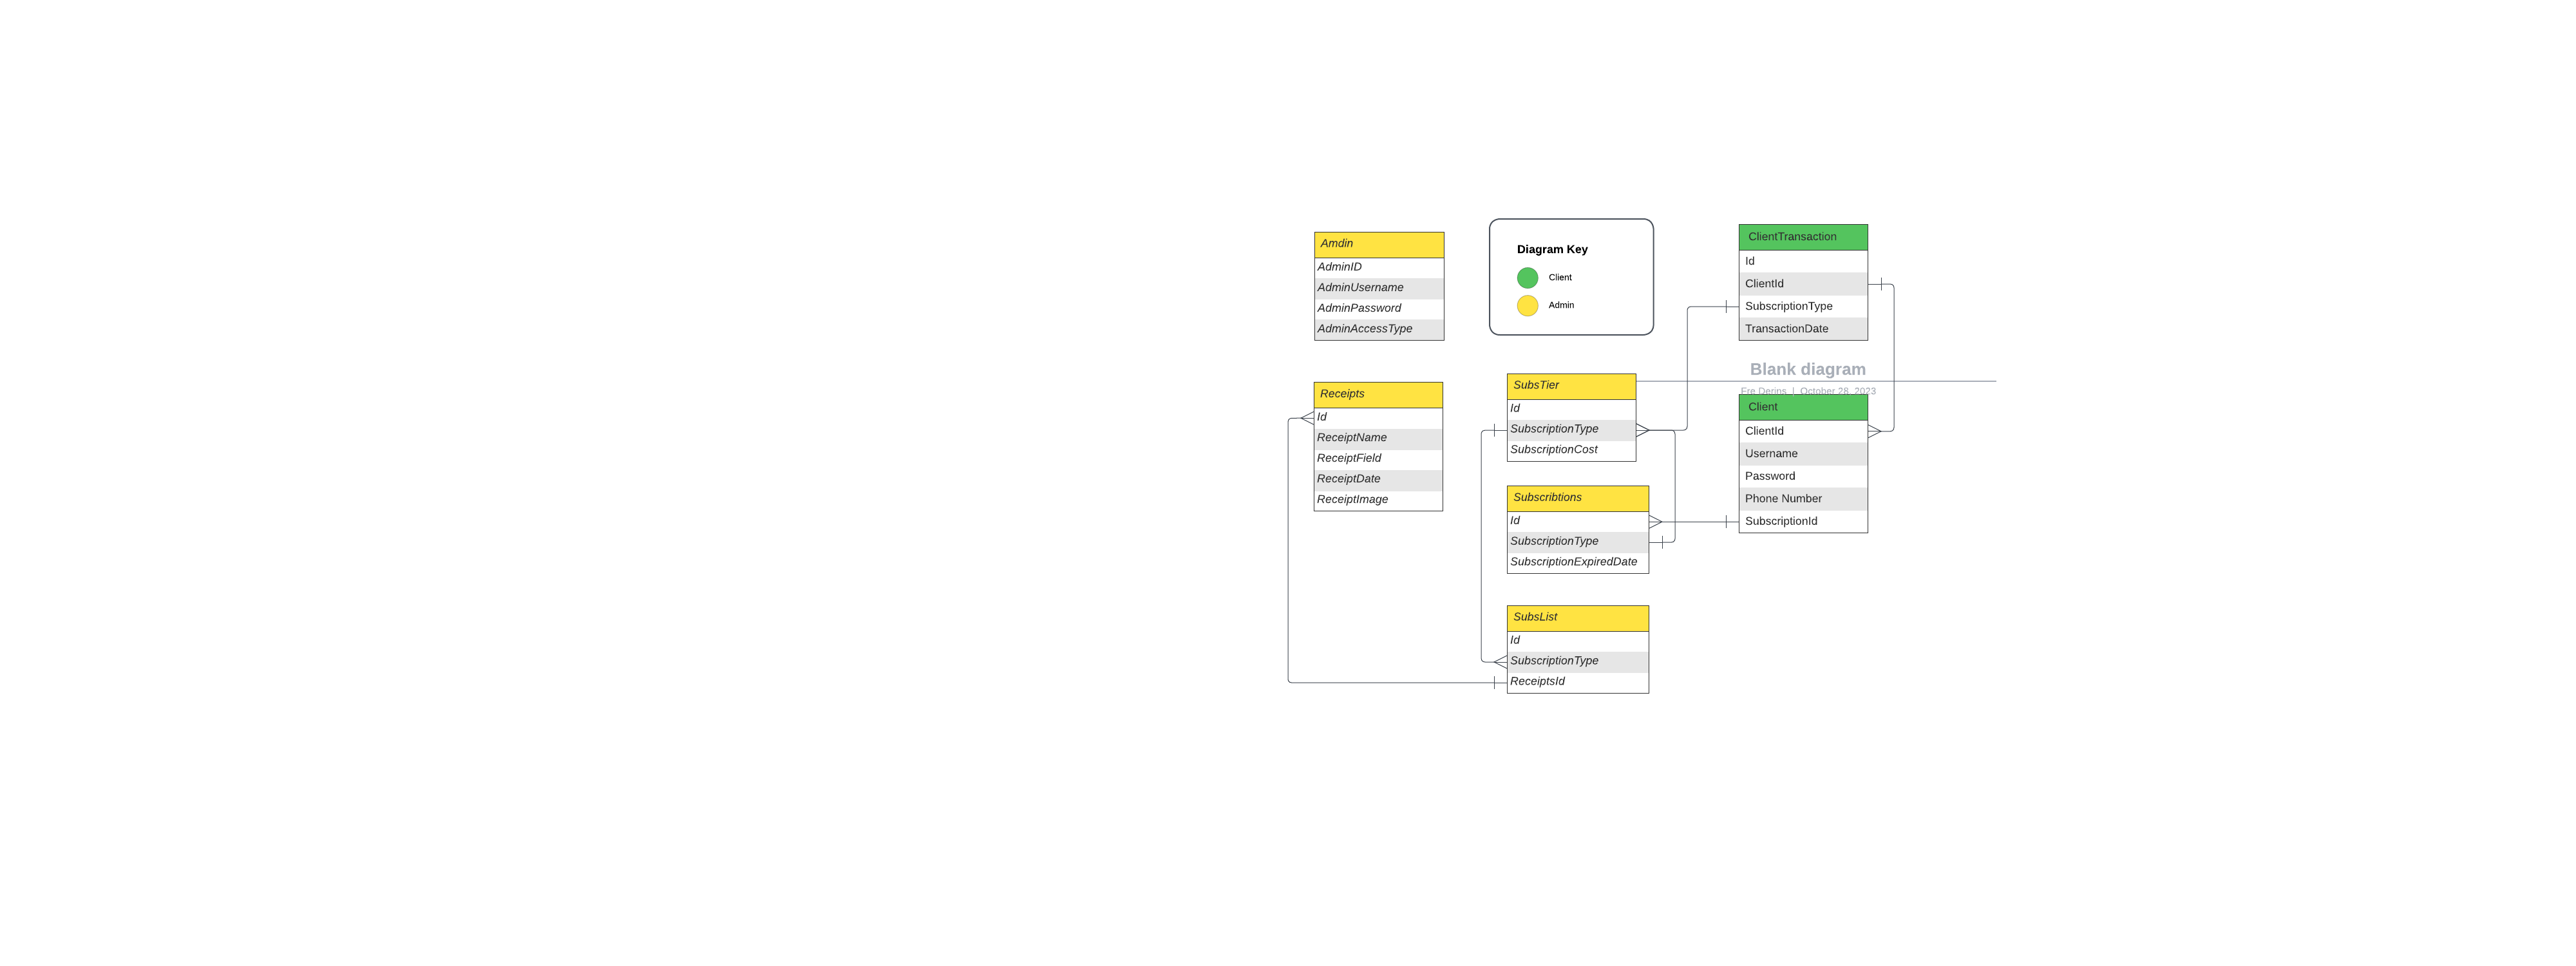 Amdin
AdminID
AdminUsername
AdminPassword
AdminAccessType
Diagram Key
Client
Admin
ClientTransaction
Id
ClientId
SubscriptionType
TransactionDate
Blank diagram
Fre Derips | October 28, 2023
Receipts
Id
ReceiptName
ReceiptField
ReceiptDate
ReceiptImage
SubsTier
Id
SubscriptionType
SubscriptionCost
Client
ClientId
Username
Password
Phone Number
SubscriptionId
Subscribtions
Id
SubscriptionType
SubscriptionExpiredDate
SubsList
Id
SubscriptionType
ReceiptsId